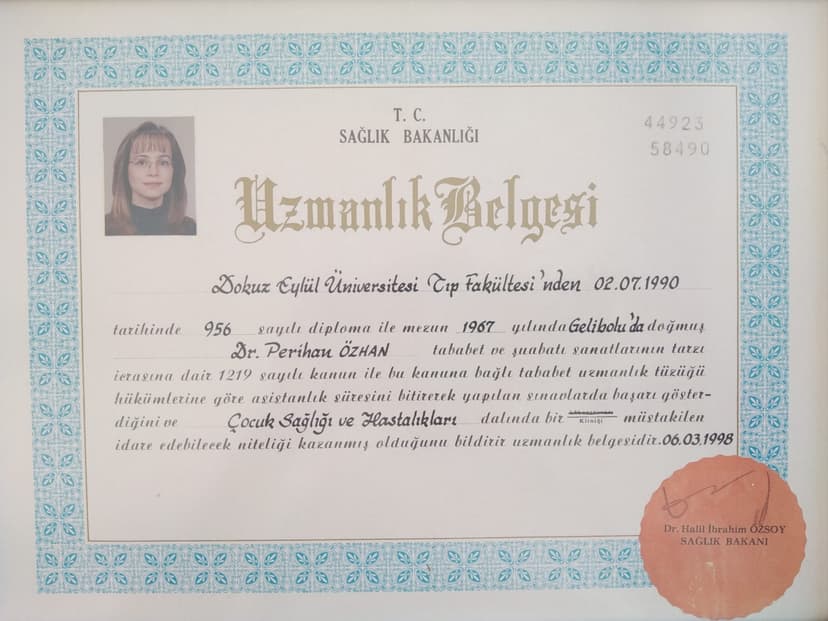 T. C.
SAĞLIK BAKANLIĞI
44923
58490
Uzmanlık Belgesi
Dokuz Eylül Üniversitesi Tıp Fakültesi'nden 02.07.1990
tarihinde 956 sayılı diploma ile mezun 1967 yılında Gelibolu'da doğmuş
Dr. Perihan ÖZHAN tababet ve şuabatı sanatlarının tarzı
icrasına dair 1219 sayılı kanun ile bu kanuna bağlı tababet uzmanlık tüzüğü
hükümlerine göre asistanlık süresini bitirerek yapılan sınavlarda başarı göster-
diğini ve Çocuk Sağlığı ve Hastalıkları dalında bir Kliniği müstakilen
idare edebilecek niteliği kazanmış olduğunu bildirir uzmanlık belgesidir. 06.03.1998
Dr. Halil İbrahim ÖZSOY
SAĞLIK BAKANI